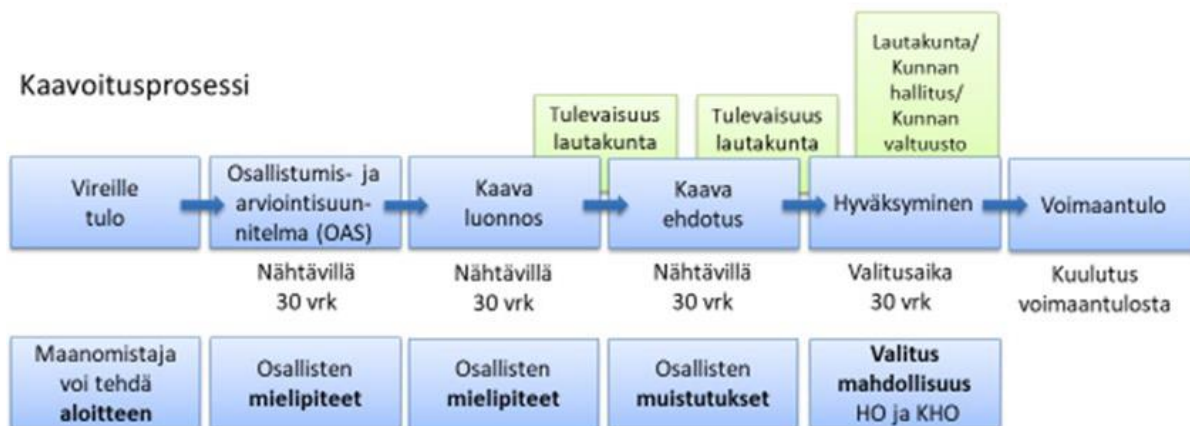 Kaavoitusprosessi
Tulevaisuus
lautakunta
Tulevaisuus
lautakunta
Lautakunta/
Kunnan
hallitus/
Kunnan
valtuusto
Vireille
tulo
Osallistumis- ja
arviointisuun-
nitelma (OAS)
Kaava
luonnos
Kaava
ehdotus
Hyväksyminen
Voimaantulo
Nähtävillä
30 vrk
Nähtävillä
30 vrk
Nähtävillä
30 vrk
Valitusaika
30 vrk
Kuulutus
voimaantulosta
Maanomistaja
voi tehdä
aloitteen
Osallisten
mielipiteet
Osallisten
mielipiteet
Osallisten
muistutukset
Valitus
mahdollisuus
HO ja KHO